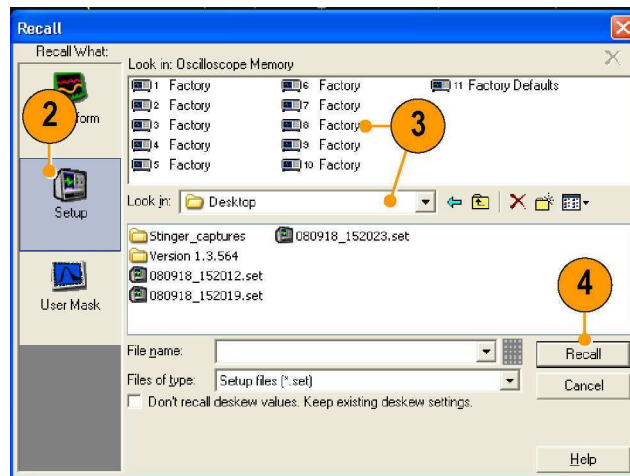 Recall
Recall What:
2
form
Setup
User Mask
Look in: Oscilloscope Memory
1 Factory
2 Factory
3 Factory
4 Factory
5 Factory
6 Factory
7 Factory
8 Factory
9 Factory
10 Factory
11 Factory Defaults
3
Look in: Desktop
Stinger_captures
Version 1.3.564
080918_152012.set
080918_152019.set
080918_152023.set
4
File name:
Recall
Files of type: Setup files (*.set)
Cancel
Don't recall deskew values. Keep existing deskew settings.
Help